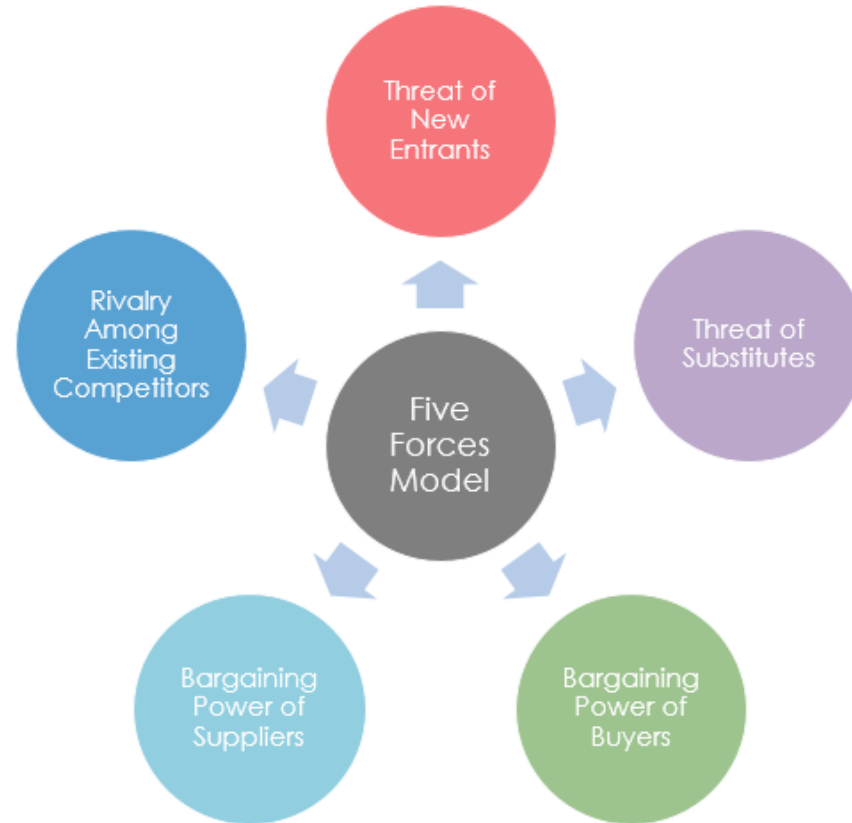 Threat of
New
Entrants
Rivalry
Among
Existing
Competitors
Threat of
Substitutes
Five
Forces
Model
Bargaining
Power of
Suppliers
Bargaining
Power of
Buyers